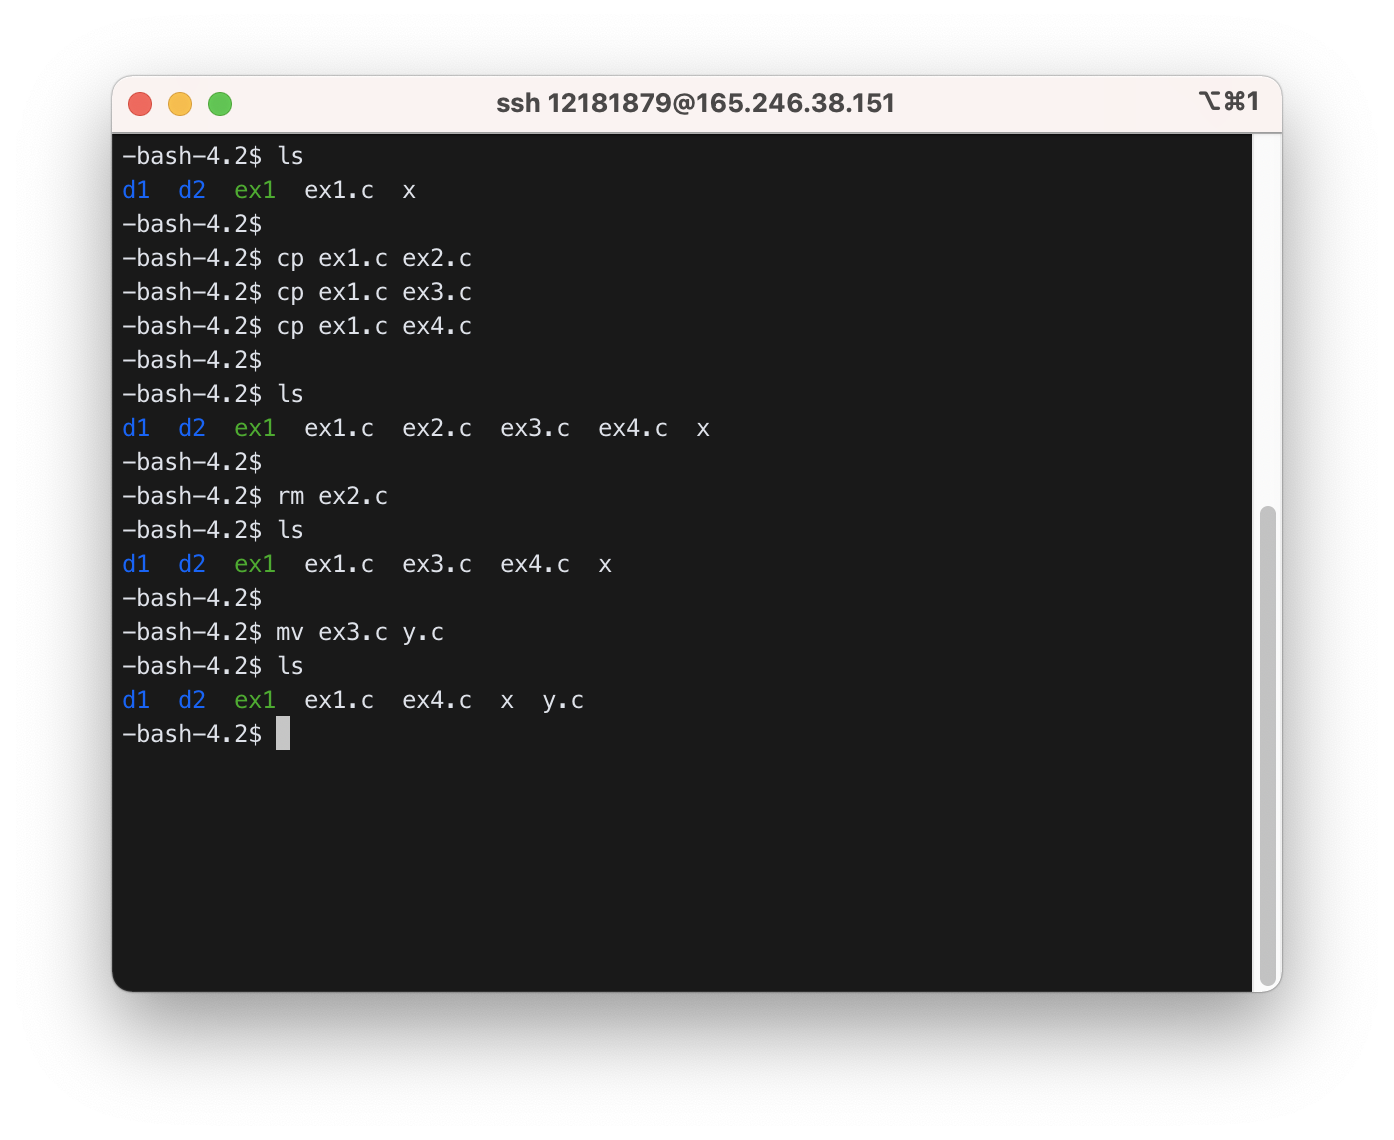 ssh 12181879@165.246.38.151 ⌥⌘1
-bash-4.2$ ls
d1  d2  ex1  ex1.c  x
-bash-4.2$
-bash-4.2$ cp ex1.c ex2.c
-bash-4.2$ cp ex1.c ex3.c
-bash-4.2$ cp ex1.c ex4.c
-bash-4.2$
-bash-4.2$ ls
d1  d2  ex1  ex1.c  ex2.c  ex3.c  ex4.c  x
-bash-4.2$
-bash-4.2$ rm ex2.c
-bash-4.2$ ls
d1  d2  ex1  ex1.c  ex3.c  ex4.c  x
-bash-4.2$
-bash-4.2$ mv ex3.c y.c
-bash-4.2$ ls
d1  d2  ex1  ex1.c  ex4.c  x  y.c
-bash-4.2$